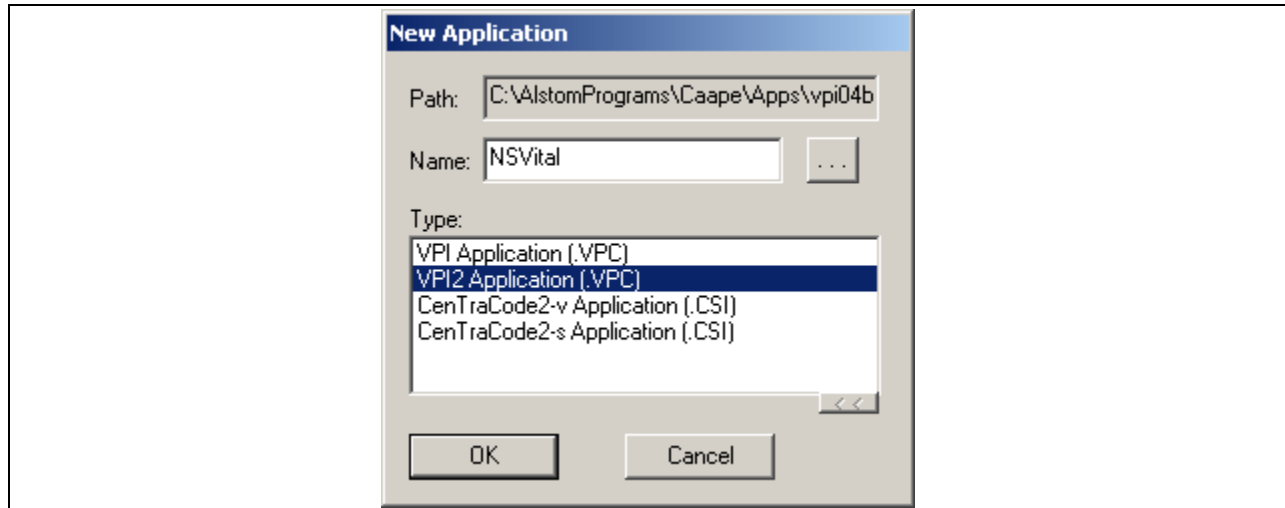 New Application
Path: C:\AlstomPrograms\Caape\Apps\vpi04b
Name: NSVital ...
Type:
VPI Application (.VPC)
VPI2 Application (.VPC)
CenTraCode2-v Application (.CSI)
CenTraCode2-s Application (.CSI)
<<
OK Cancel